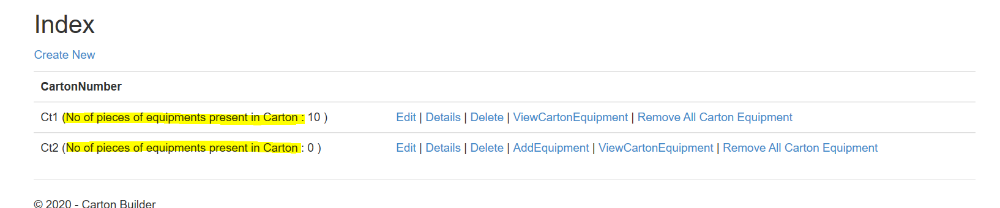 Index
Create New
CartonNumber
Ct1 (No of pieces of equipments present in Carton : 10 ) Edit | Details | Delete | ViewCartonEquipment | Remove All Carton Equipment
Ct2 (No of pieces of equipments present in Carton : 0 ) Edit | Details | Delete | AddEquipment | ViewCartonEquipment | Remove All Carton Equipment
© 2020 - Carton Builder